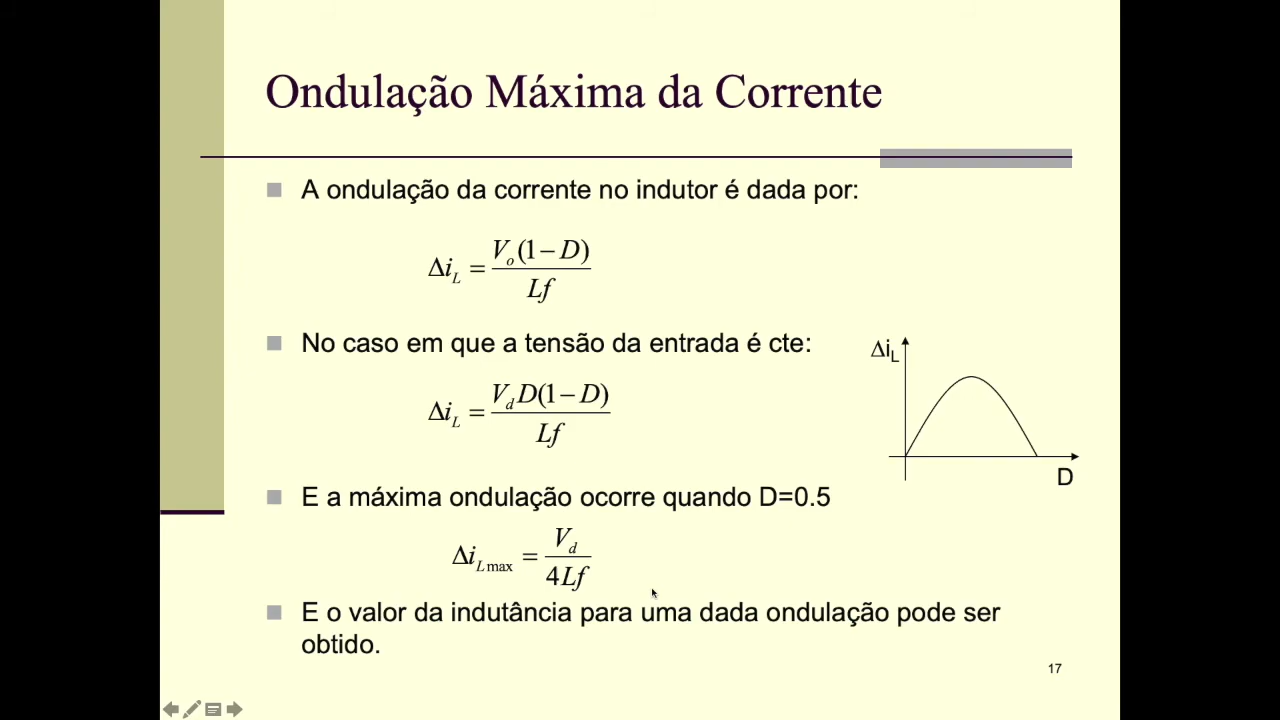 Ondulação Máxima da Corrente
A ondulação da corrente no indutor é dada por:
Δi_L = V_o(1−D) / Lf
No caso em que a tensão da entrada é cte:
Δi_L
Δi_L = V_d D(1−D) / Lf
D
E a máxima ondulação ocorre quando D=0.5
Δi_Lmax = V_d / 4Lf
E o valor da indutância para uma dada ondulação pode ser
obtido.
17